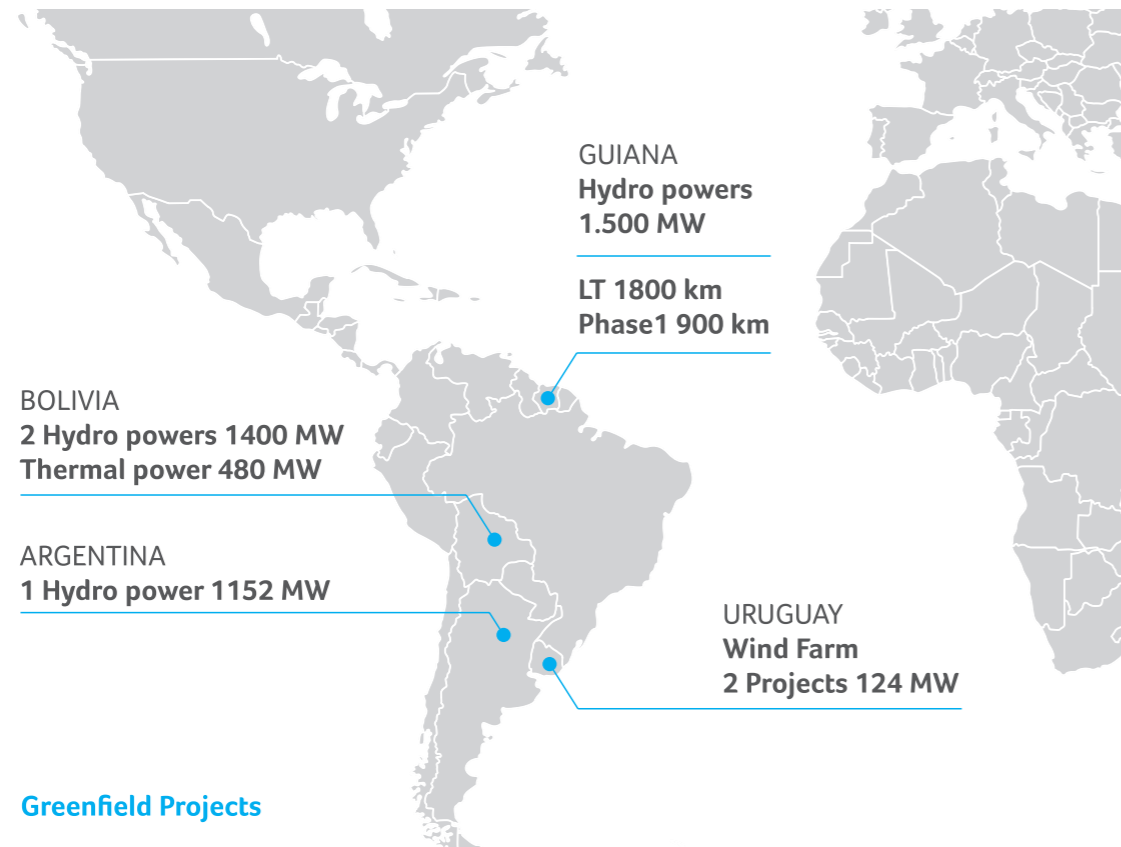 GUIANA
Hydro powers
1.500 MW
LT 1800 km
Phase1 900 km
BOLIVIA
2 Hydro powers 1400 MW
Thermal power 480 MW
ARGENTINA
1 Hydro power 1152 MW
URUGUAY
Wind Farm
2 Projects 124 MW
Greenfield Projects